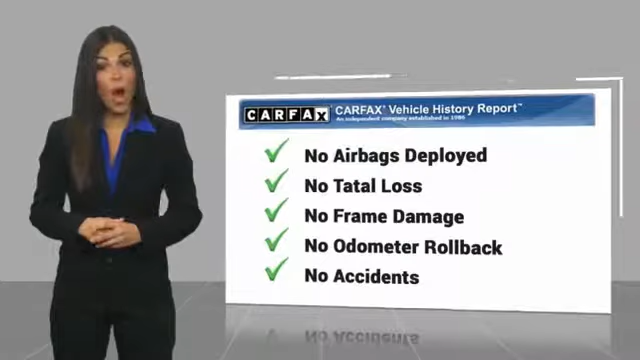 CARFAX CARFAX® Vehicle History Report™
An independent company established in 1986
No Airbags Deployed
No Tatal Loss
No Frame Damage
No Odometer Rollback
No Accidents